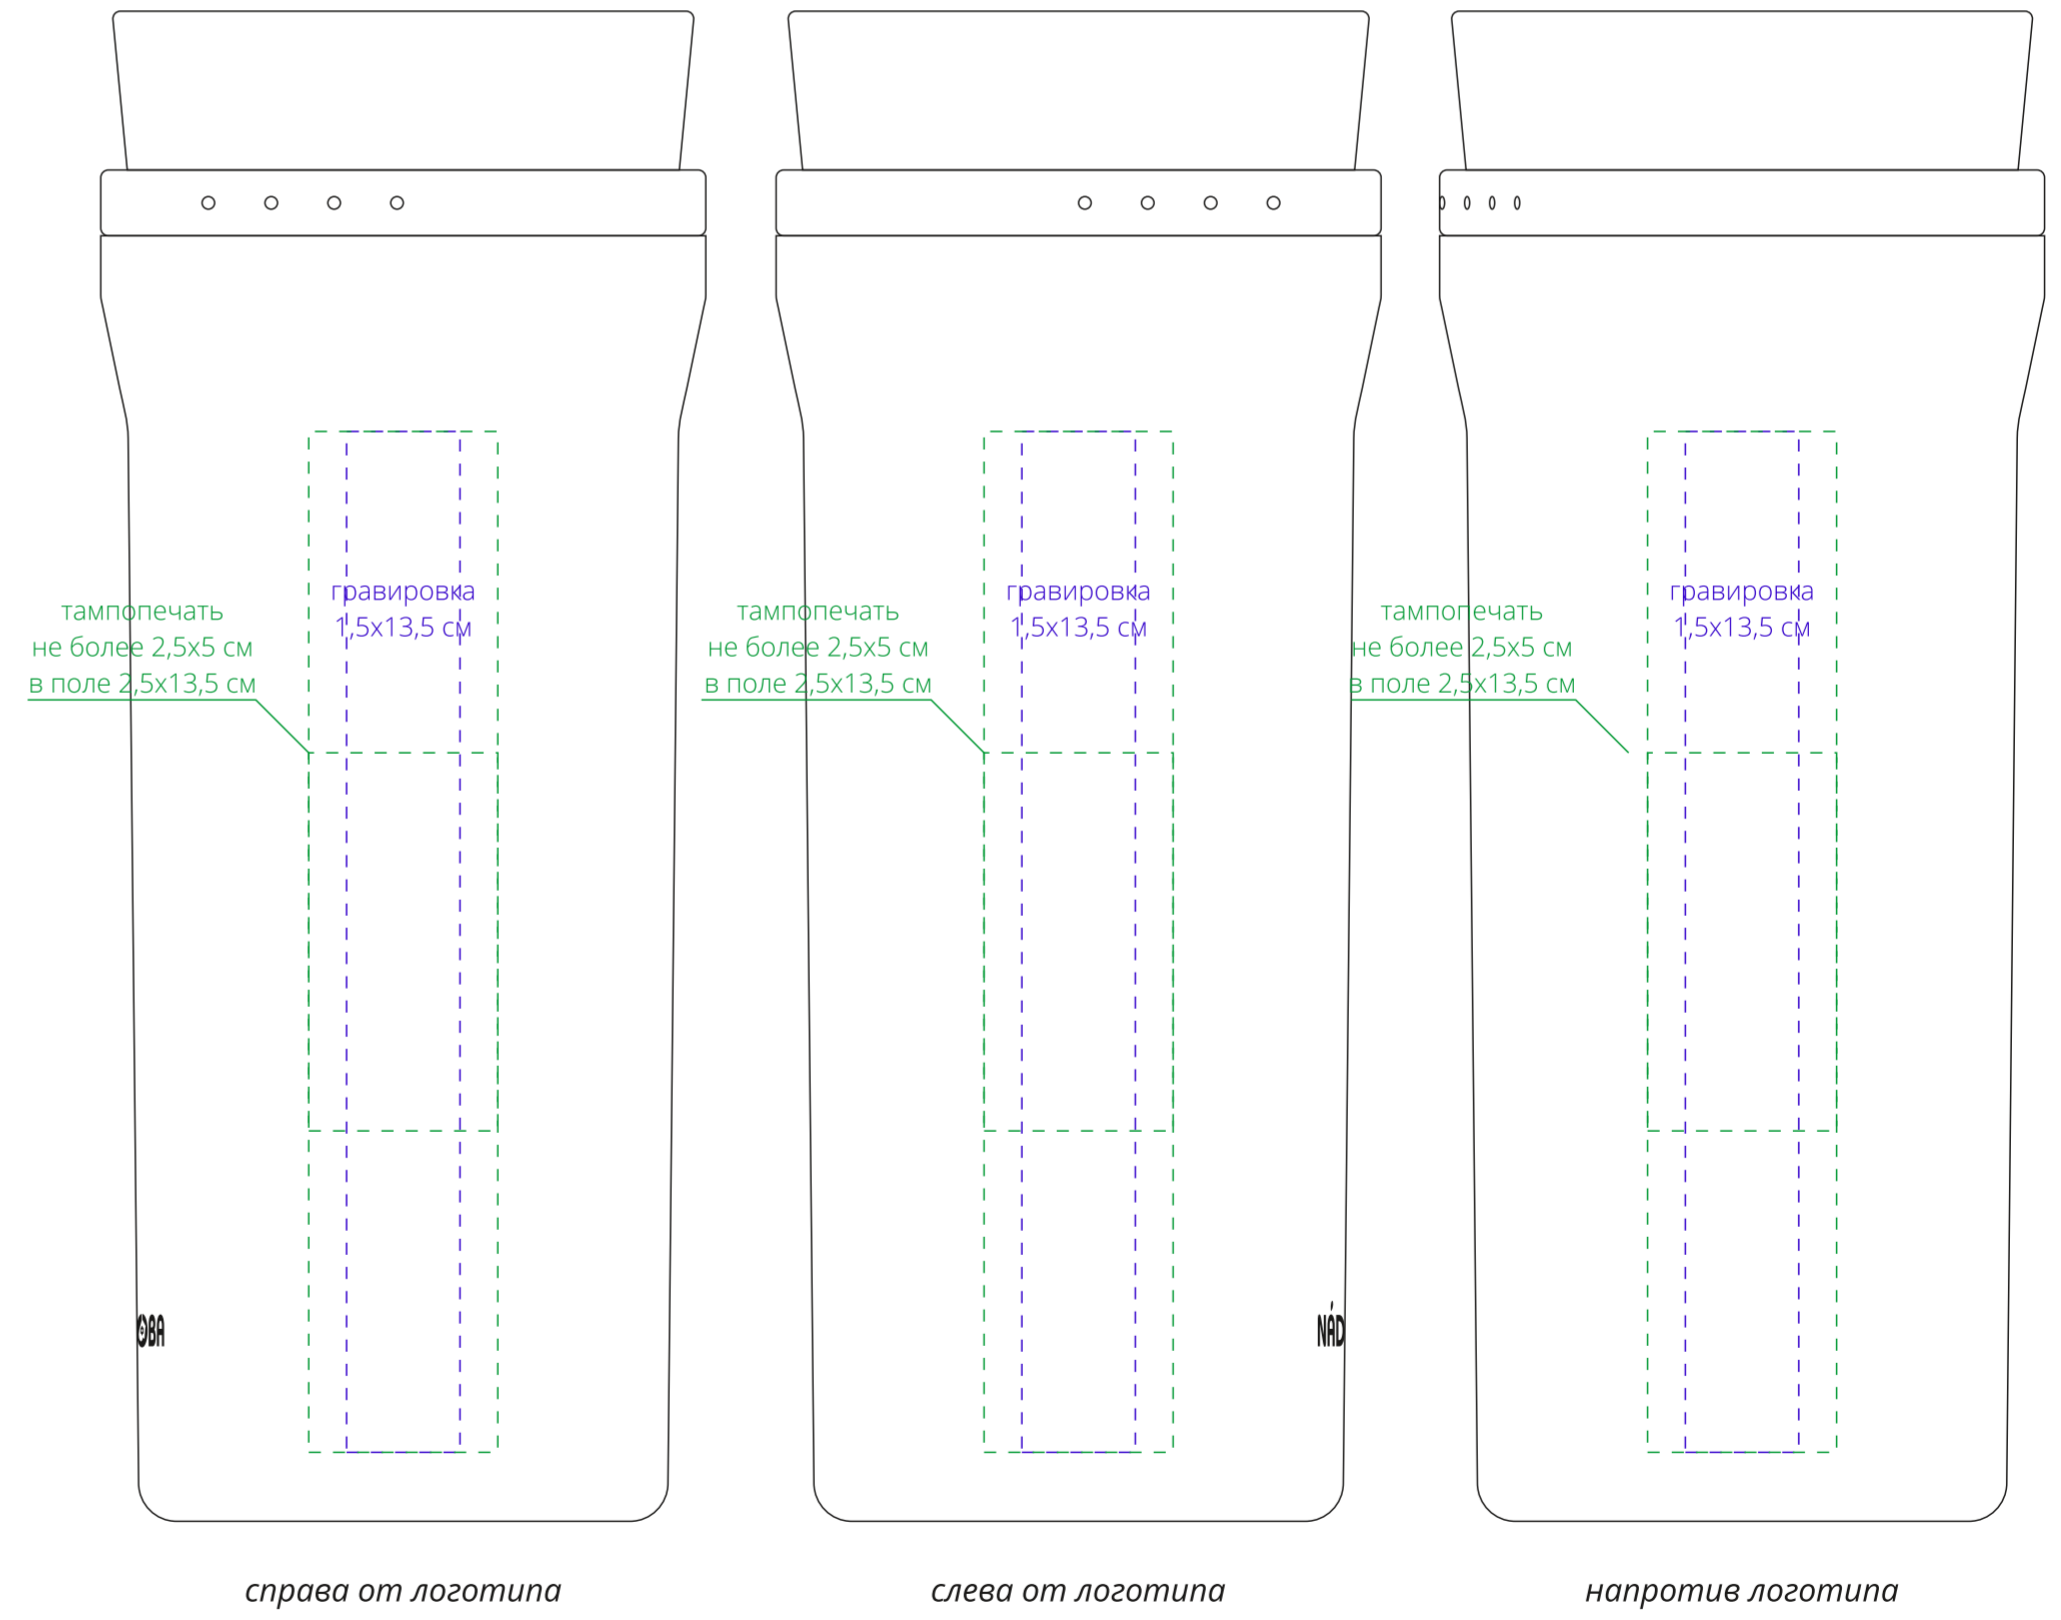 гравировка
1,5х13,5 см
тампопечать
не более 2,5х5 см
в поле 2,5х13,5 см
ОВА
справа от логотипа
гравировка
1,5х13,5 см
тампопечать
не более 2,5х5 см
в поле 2,5х13,5 см
NÁD
слева от логотипа
гравировка
1,5х13,5 см
тампопечать
не более 2,5х5 см
в поле 2,5х13,5 см
напротив логотипа